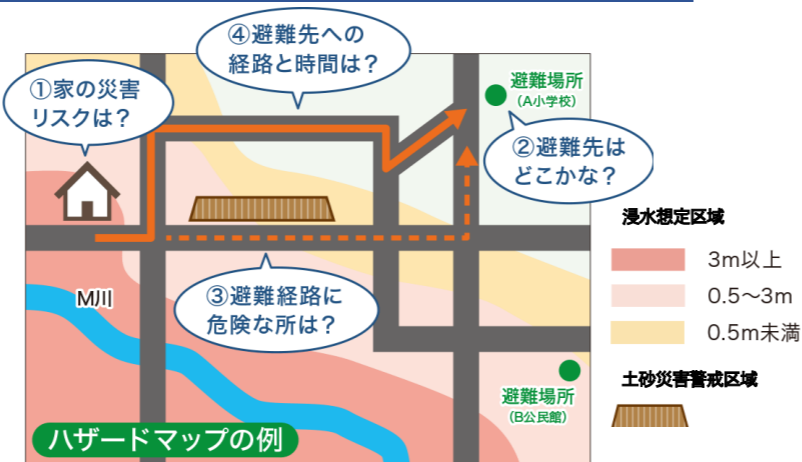 ④避難先への
経路と時間は？
①家の災害
リスクは？
避難場所
（A小学校）
②避難先は
どこかな？
浸水想定区域
3m以上
0.5〜3m
0.5m未満
M川
③避難経路に
危険な所は？
土砂災害警戒区域
避難場所
（B公民館）
ハザードマップの例